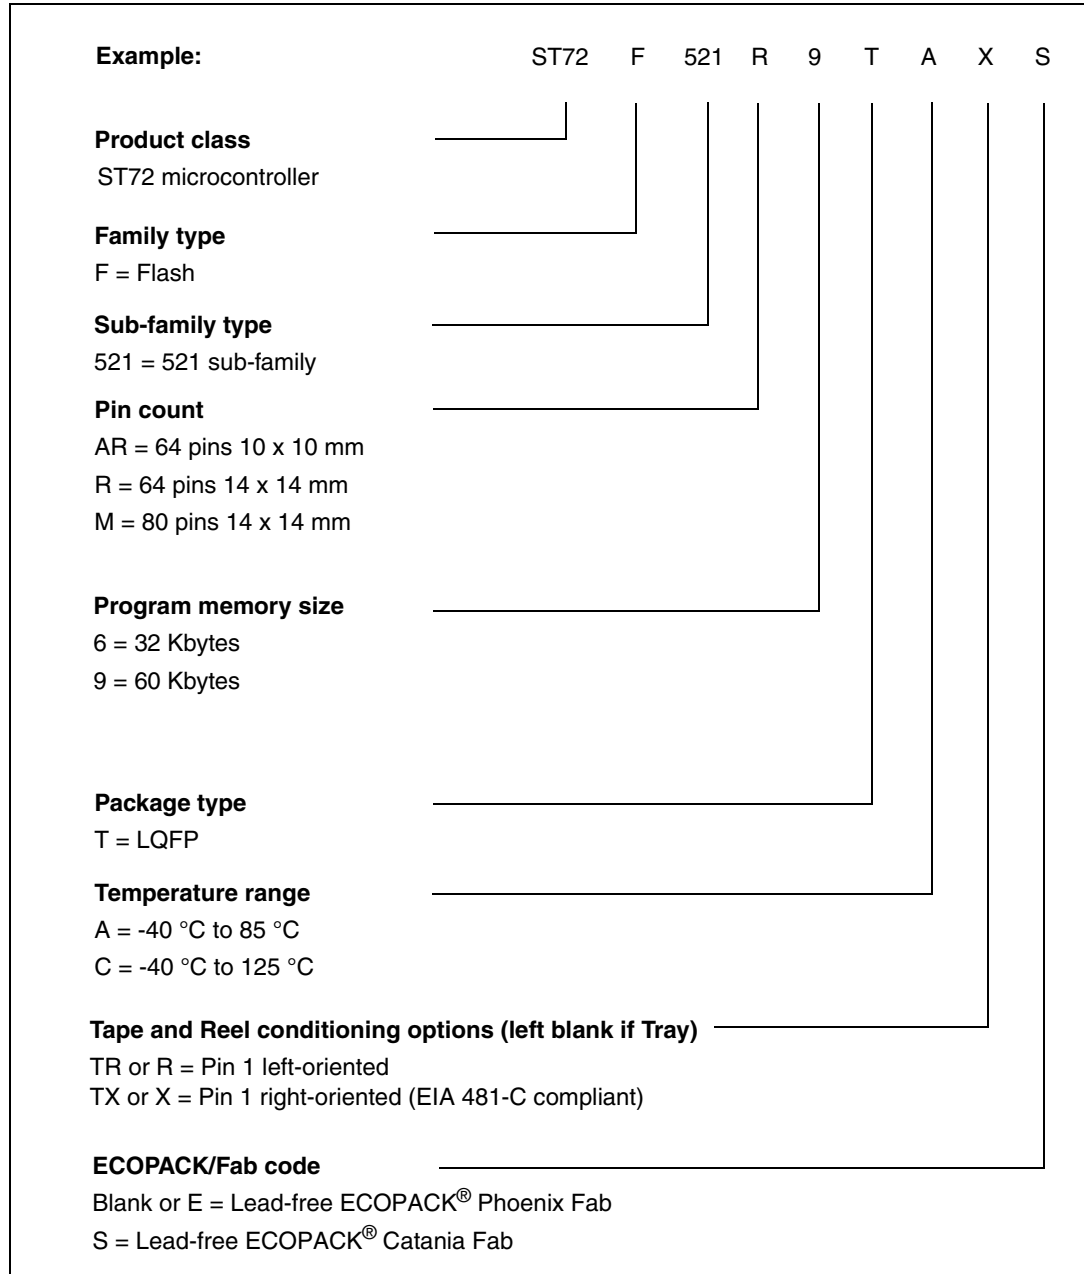 Example: ST72 F 521 R 9 T A X S
Product class
ST72 microcontroller
Family type
F = Flash
Sub-family type
521 = 521 sub-family
Pin count
AR = 64 pins 10 x 10 mm
R = 64 pins 14 x 14 mm
M = 80 pins 14 x 14 mm
Program memory size
6 = 32 Kbytes
9 = 60 Kbytes
Package type
T = LQFP
Temperature range
A = -40 °C to 85 °C
C = -40 °C to 125 °C
Tape and Reel conditioning options (left blank if Tray)
TR or R = Pin 1 left-oriented
TX or X = Pin 1 right-oriented (EIA 481-C compliant)
ECOPACK/Fab code
Blank or E = Lead-free ECOPACK® Phoenix Fab
S = Lead-free ECOPACK® Catania Fab